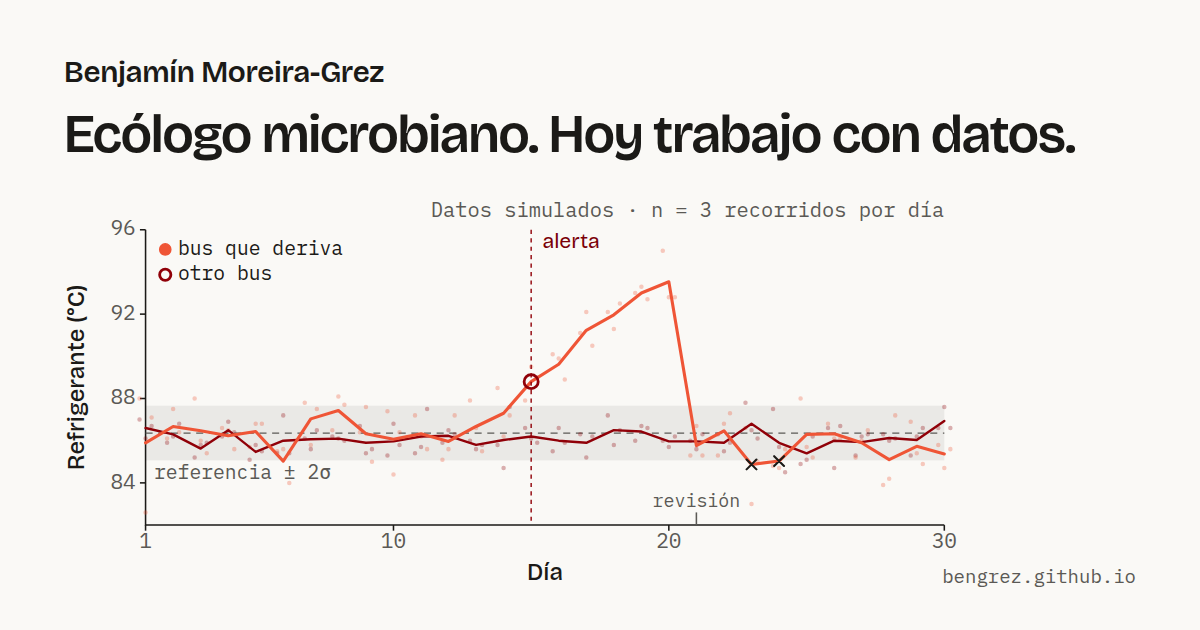 Benjamín Moreira-Grez
Ecólogo microbiano. Hoy trabajo con datos.
Datos simulados · n = 3 recorridos por día
96
92
88
84
Refrigerante (°C)
bus que deriva
otro bus
alerta
referencia ± 2σ
revisión
1
10
20
30
Día
bengrez.github.io